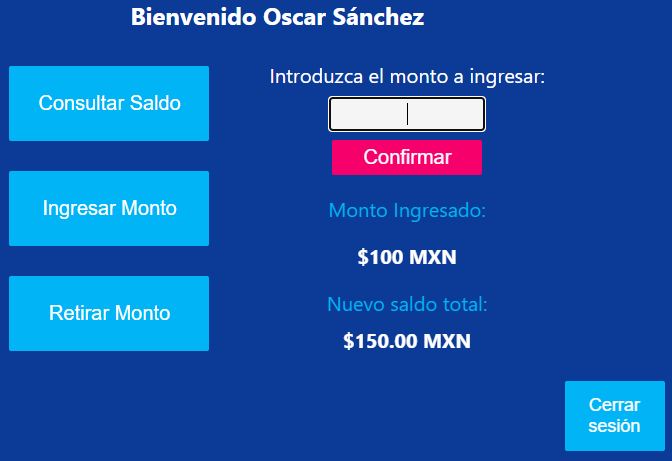 Bienvenido Oscar Sánchez
Consultar Saldo
Ingresar Monto
Retirar Monto
Introduzca el monto a ingresar:
Confirmar
Monto Ingresado:
$100 MXN
Nuevo saldo total:
$150.00 MXN
Cerrar
sesión